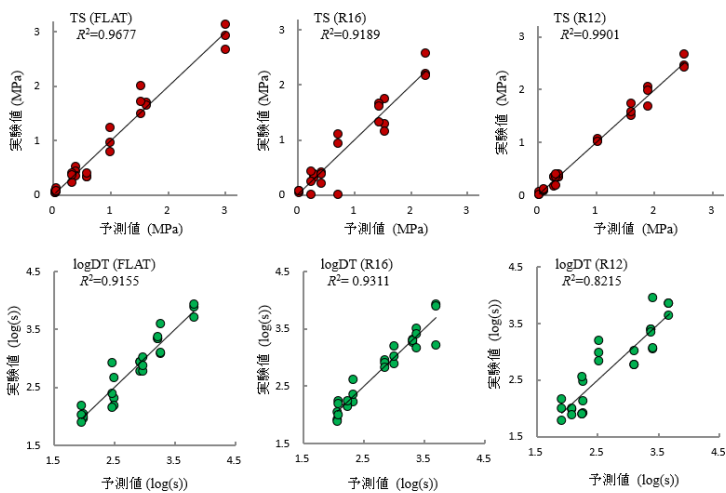 TS (FLAT)
R²=0.9677
実験値 (MPa)
3
2
1
0
0
1
2
3
予測値 (MPa)
TS (R16)
R²=0.9189
実験値 (MPa)
3
2
1
0
0
1
2
3
予測値 (MPa)
TS (R12)
R²=0.9901
実験値 (MPa)
3
2
1
0
0
1
2
3
予測値 (MPa)
logDT (FLAT)
R²=0.9155
実験値 (log(s))
4.5
3.5
2.5
1.5
1.5
2.5
3.5
4.5
予測値 (log(s))
logDT (R16)
R²= 0.9311
実験値 (log(s))
4.5
3.5
2.5
1.5
1.5
2.5
3.5
4.5
予測値 (log(s))
logDT (R12)
R²=0.8215
実験値 (log(s))
4.5
3.5
2.5
1.5
1.5
2.5
3.5
4.5
予測値 (log(s))